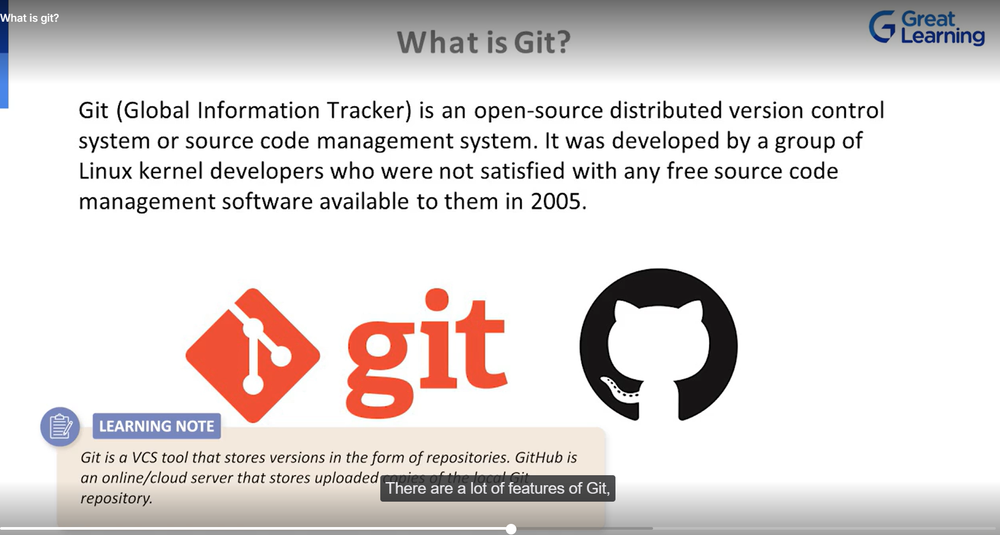 What is git?
What is Git?
Great
Learning
Git (Global Information Tracker) is an open-source distributed version control
system or source code management system. It was developed by a group of
Linux kernel developers who were not satisfied with any free source code
management software available to them in 2005.
git
LEARNING NOTE
Git is a VCS tool that stores versions in the form of repositories. GitHub is
an online/cloud server that stores uploaded copies of the local Git
repository.
There are a lot of features of Git,